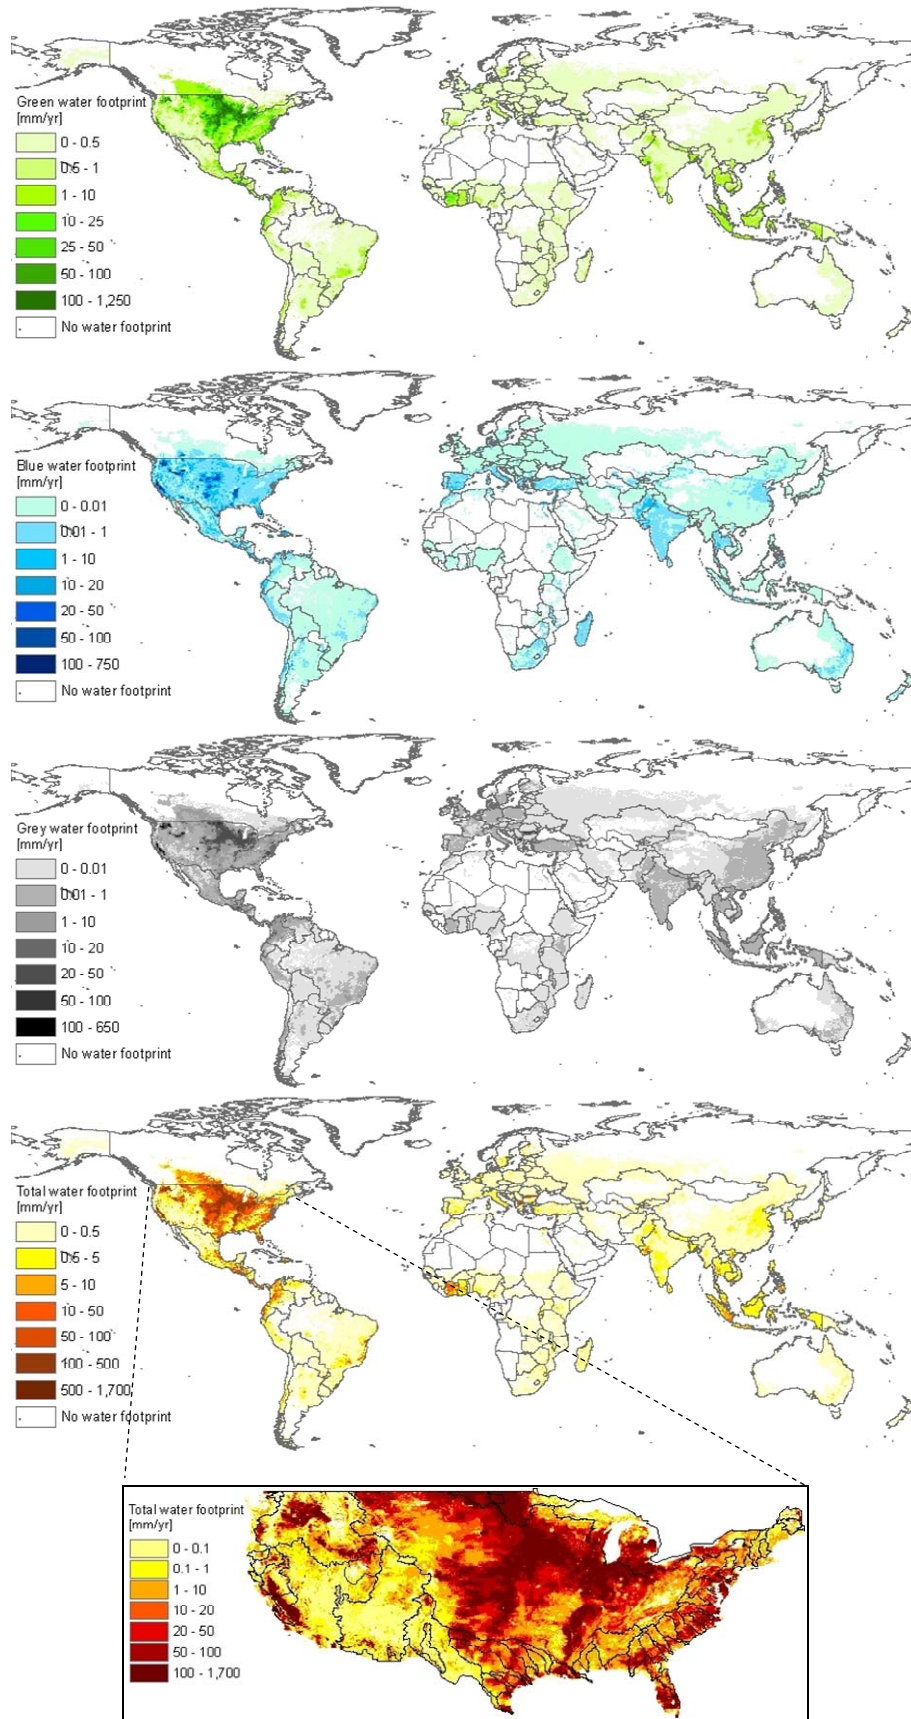 Green water footprint
[mm/yr]
0 - 0.5
0.5 - 1
1 - 10
10 - 25
25 - 50
50 - 100
100 - 1,250
No water footprint
Blue water footprint
[mm/yr]
0 - 0.01
0.01 - 1
1 - 10
10 - 20
20 - 50
50 - 100
100 - 750
No water footprint
Grey water footprint
[mm/yr]
0 - 0.01
0.01 - 1
1 - 10
10 - 20
20 - 50
50 - 100
100 - 650
No water footprint
Total water footprint
[mm/yr]
0 - 0.5
0.5 - 5
5 - 10
10 - 50
50 - 100
100 - 500
500 - 1,700
No water footprint
Total water footprint
[mm/yr]
0 - 0.1
0.1 - 1
1 - 10
10 - 20
20 - 50
50 - 100
100 - 1,700